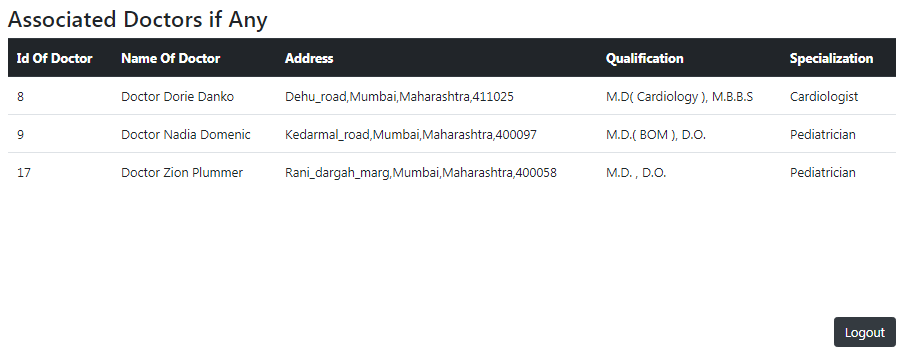 Associated Doctors if Any
Id Of Doctor Name Of Doctor Address Qualification Specialization
8 Doctor Dorie Danko Dehu_road,Mumbai,Maharashtra,411025 M.D( Cardiology ), M.B.B.S Cardiologist
9 Doctor Nadia Domenic Kedarmal_road,Mumbai,Maharashtra,400097 M.D.( BOM ), D.O. Pediatrician
17 Doctor Zion Plummer Rani_dargah_marg,Mumbai,Maharashtra,400058 M.D. , D.O. Pediatrician
Logout